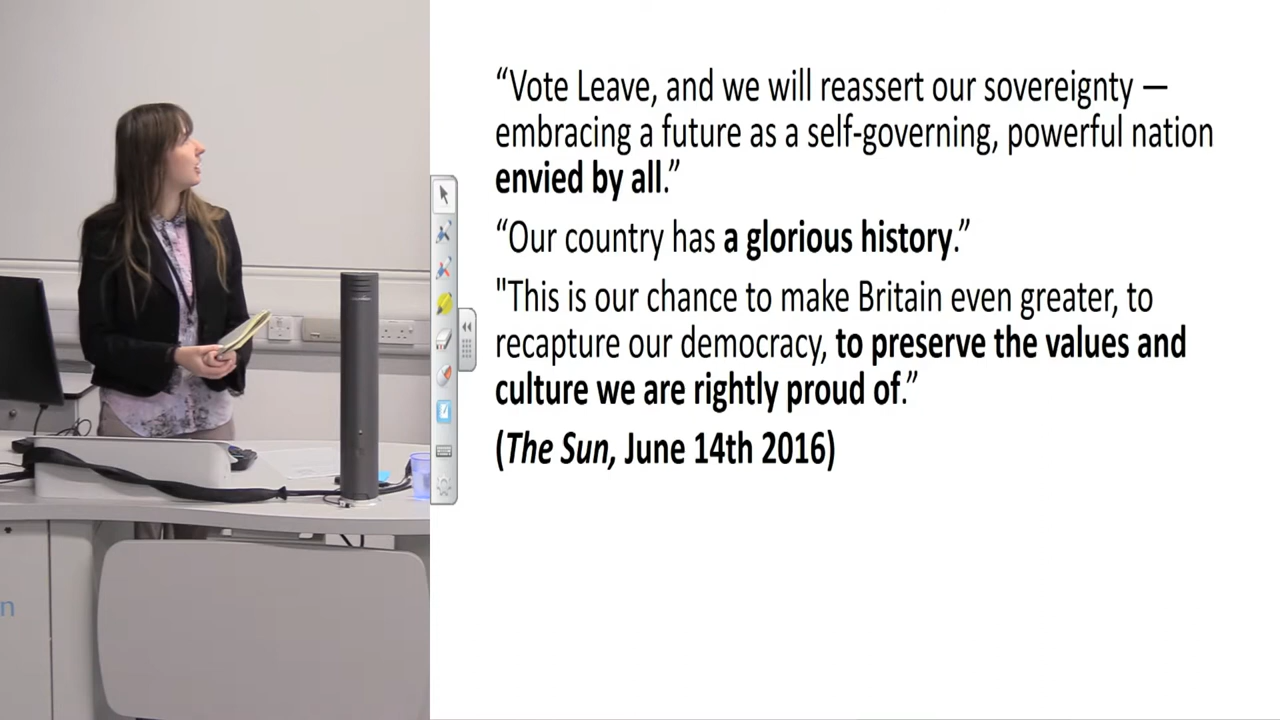 “Vote Leave, and we will reassert our sovereignty —
embracing a future as a self-governing, powerful nation
envied by all.”
“Our country has a glorious history.”
"This is our chance to make Britain even greater, to
recapture our democracy, to preserve the values and
culture we are rightly proud of.”
(The Sun, June 14th 2016)
n